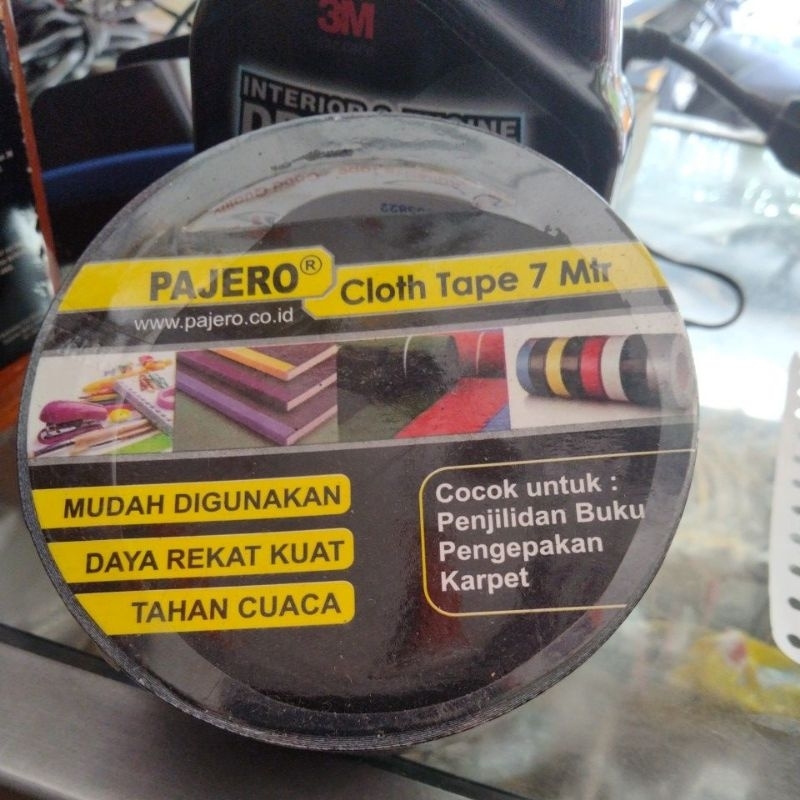 3M
INTERIOR & ENGINE
PAJERO®
Cloth Tape 7 Mtr
www.pajero.co.id
MUDAH DIGUNAKAN
DAYA REKAT KUAT
TAHAN CUACA
Cocok untuk :
Penjilidan Buku
Pengepakan
Karpet